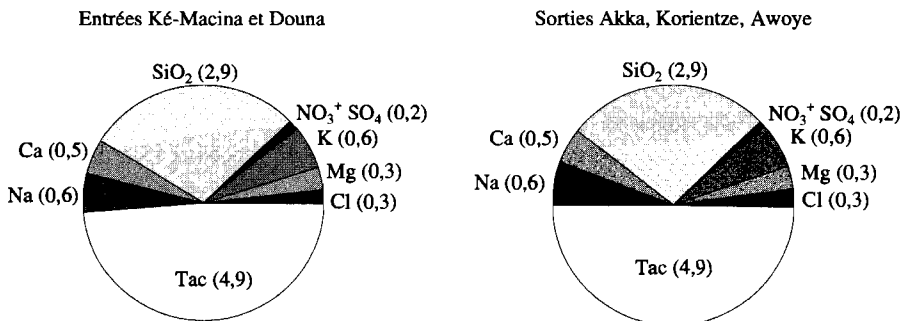 Entrées Ké-Macina et Douna
SiO₂ (2,9)
NO₃⁺ SO₄ (0,2)
K (0,6)
Ca (0,5)
Mg (0,3)
Na (0,6)
Cl (0,3)
Tac (4,9)
Sorties Akka, Korientze, Awoye
SiO₂ (2,9)
NO₃⁺ SO₄ (0,2)
K (0,6)
Ca (0,5)
Mg (0,3)
Na (0,6)
Cl (0,3)
Tac (4,9)